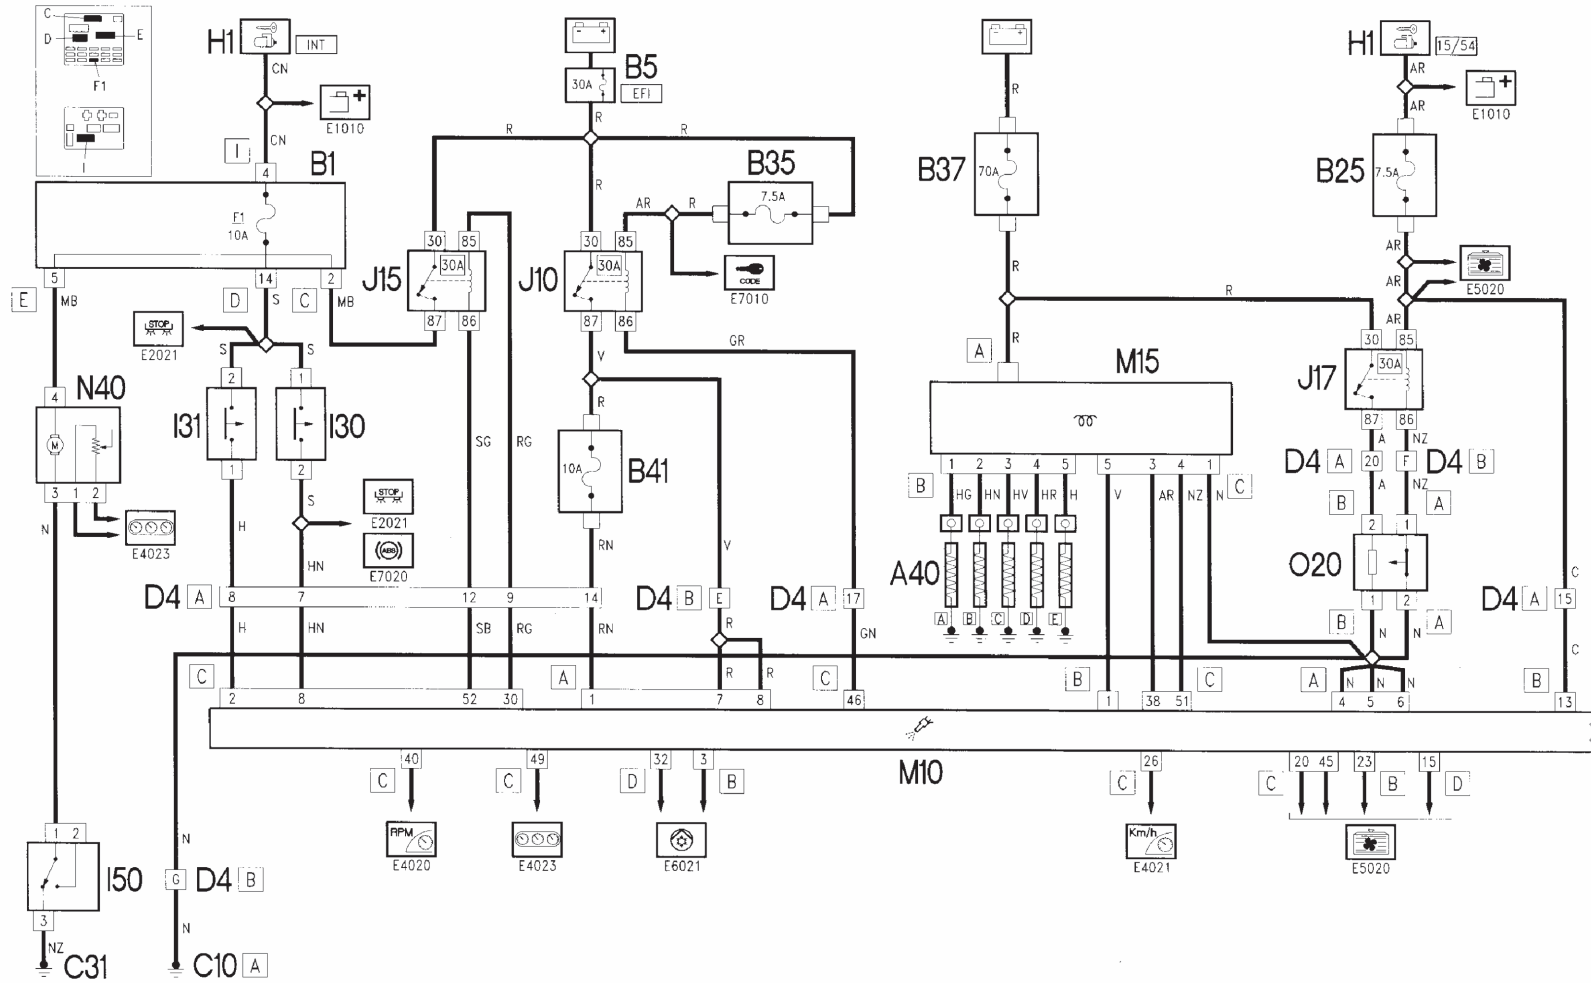 C
D
E
F1
I
H1
INT
CN
E1010
CN
I
B1
4
F1
10A
5
14
2
E
MB
D
S
C
MB
STOP
E2021
S
S
2
1
N40
4
M
3
1
2
N
E4023
I31
I30
1
2
H
S
STOP
E2021
ABS
E7020
HN
B5
30A
EFI
R
R
R
R
B35
7.5A
AR
R
CODE
E7010
30
85
J15
30A
87
86
30
85
J10
30A
87
86
V
GR
R
SG
RG
10A
B41
RN
V
D4
A
8
7
12
9
14
D4
B
E
D4
A
17
H
HN
SB
RG
RN
R
GN
C
2
8
52
30
A
1
R
R
7
8
C
46
R
B37
70A
R
R
R
A
M15
B
1
2
3
4
5
5
3
4
1
C
HG
HN
HV
HR
H
V
AR
NZ
N
A40
A
B
C
D
E
B
1
38
51
C
H1
15/54
AR
E1010
AR
B25
7.5A
AR
E5020
AR
AR
30
85
J17
30A
87
86
A
NZ
D4
A
20
F
D4
B
A
NZ
B
A
2
1
O20
1
2
B
N
N
A
A
N
N
N
4
5
6
C
D4
A
15
C
B
13
M10
40
C
RPM
E4020
49
C
E4023
32
3
D
B
E6021
26
C
Km/h
E4021
20
45
23
15
C
B
D
E5020
1
2
I50
3
NZ
C31
N
G
D4
B
N
C10
A